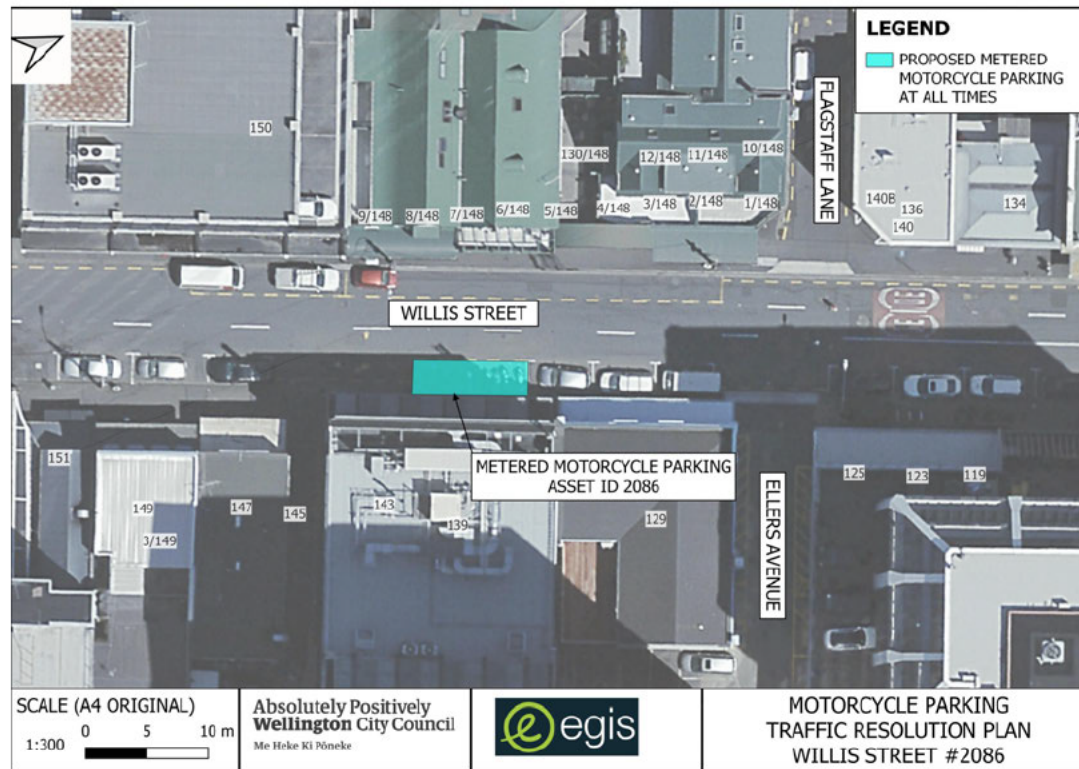 LEGEND
PROPOSED METERED
MOTORCYCLE PARKING
AT ALL TIMES
FLAGSTAFF LANE
150
130/148
12/148
11/148
10/148
9/148
8/148
7/148
6/148
5/148
4/148
3/148
2/148
1/148
140B
136
140
134
WILLIS STREET
METERED MOTORCYCLE PARKING
ASSET ID 2086
151
149
3/149
147
145
143
139
129
ELLERS AVENUE
125
123
119
SCALE (A4 ORIGINAL)
1:300
0 5 10 m
Absolutely Positively
Wellington City Council
Me Heke Ki Pōneke
egis
MOTORCYCLE PARKING
TRAFFIC RESOLUTION PLAN
WILLIS STREET #2086